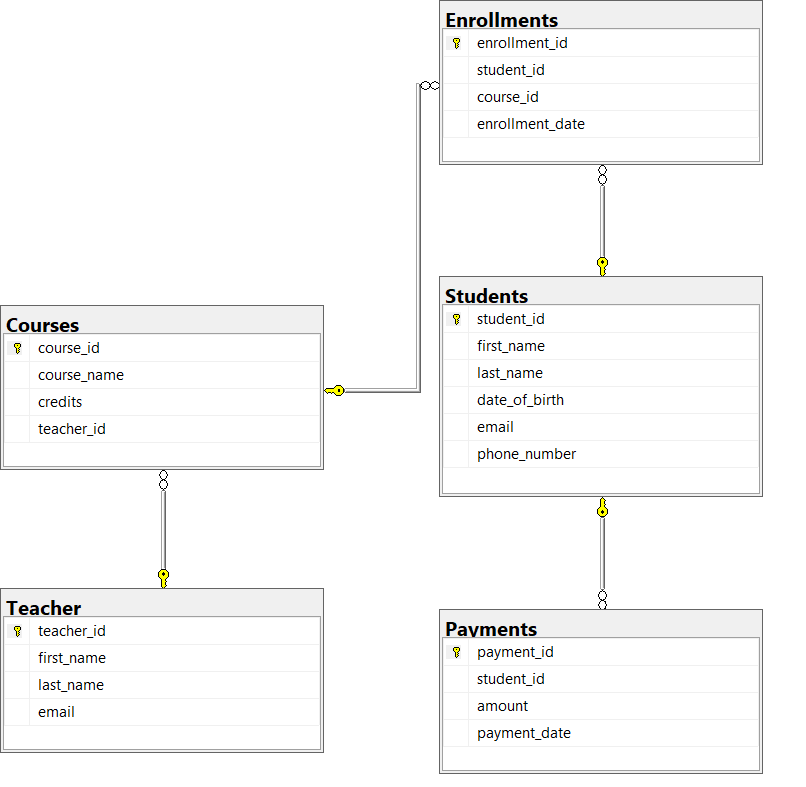 Enrollments
enrollment_id
student_id
course_id
enrollment_date
Students
student_id
first_name
last_name
date_of_birth
email
phone_number
Courses
course_id
course_name
credits
teacher_id
Teacher
teacher_id
first_name
last_name
email
Payments
payment_id
student_id
amount
payment_date